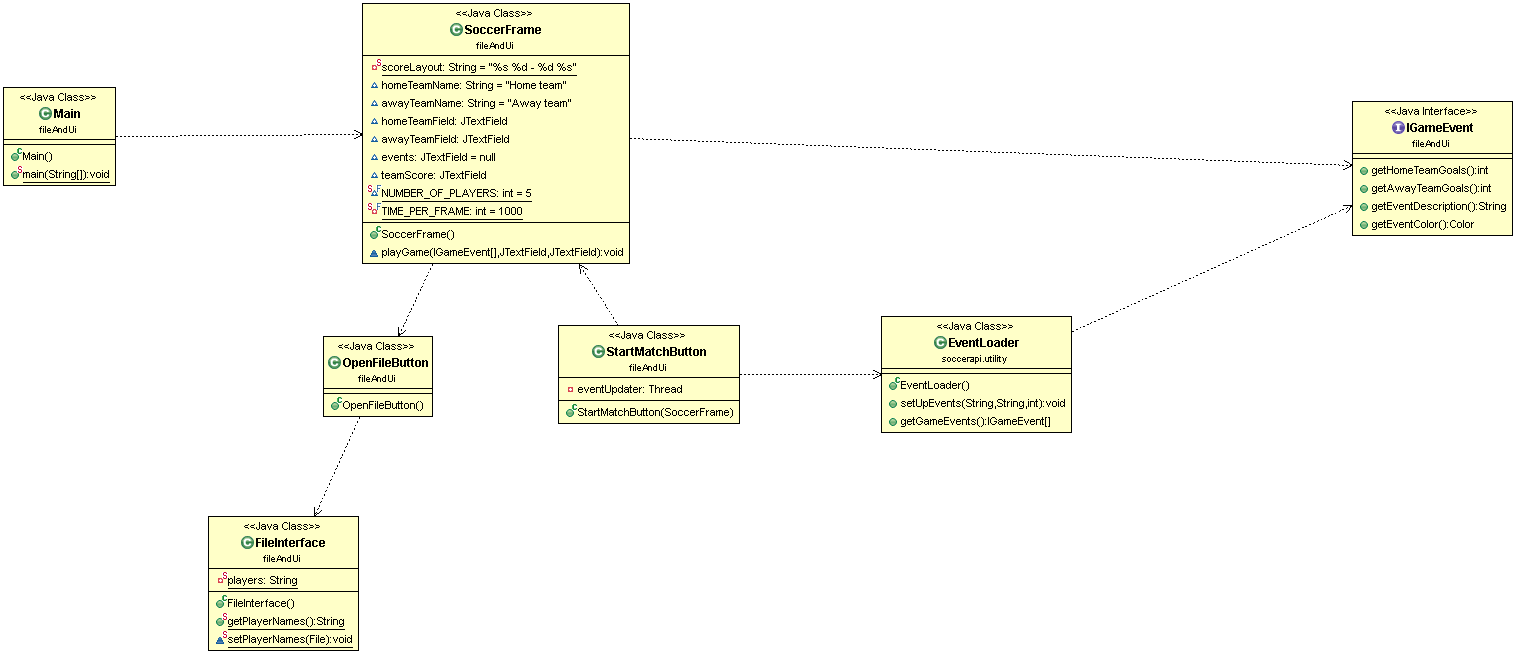 <<Java Class>>
Main
fileAndUi
Main()
main(String[]):void
<<Java Class>>
SoccerFrame
fileAndUi
scoreLayout: String = "%s %d - %d %s"
homeTeamName: String = "Home team"
awayTeamName: String = "Away team"
homeTeamField: JTextField
awayTeamField: JTextField
events: JTextField = null
teamScore: JTextField
NUMBER_OF_PLAYERS: int = 5
TIME_PER_FRAME: int = 1000
SoccerFrame()
playGame(IGameEvent[],JTextField,JTextField):void
<<Java Interface>>
IGameEvent
fileAndUi
getHomeTeamGoals():int
getAwayTeamGoals():int
getEventDescription():String
getEventColor():Color
<<Java Class>>
OpenFileButton
fileAndUi
OpenFileButton()
<<Java Class>>
StartMatchButton
fileAndUi
eventUpdater: Thread
StartMatchButton(SoccerFrame)
<<Java Class>>
EventLoader
soccerapi.utility
EventLoader()
setUpEvents(String,String,int):void
getGameEvents():IGameEvent[]
<<Java Class>>
FileInterface
fileAndUi
players: String
FileInterface()
getPlayerNames():String
setPlayerNames(File):void